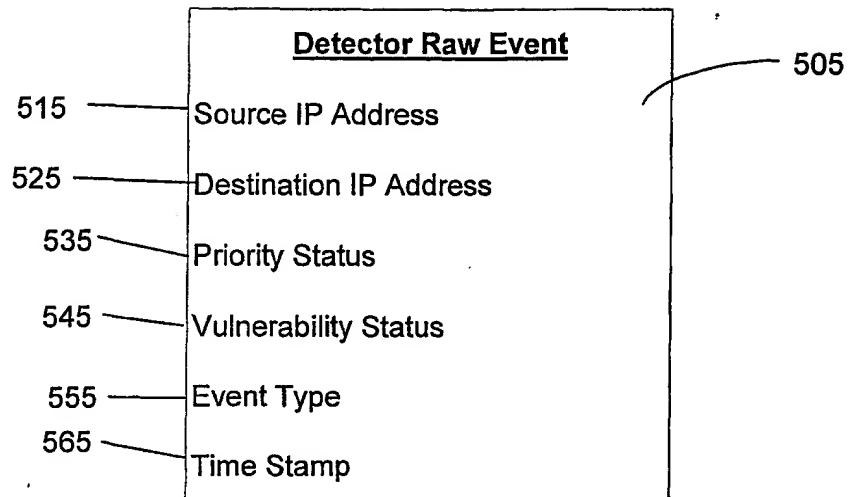 Detector Raw Event
505
515 Source IP Address
525 Destination IP Address
535 Priority Status
545 Vulnerability Status
555 Event Type
565 Time Stamp